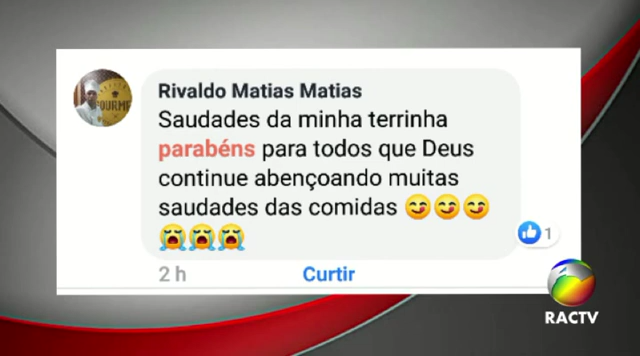 OURME
Rivaldo Matias Matias
Saudades da minha terrinha
parabéns para todos que Deus
continue abençoando muitas
saudades das comidas 😋😋😋
😭😭😭
1
2 h
Curtir
RACTV